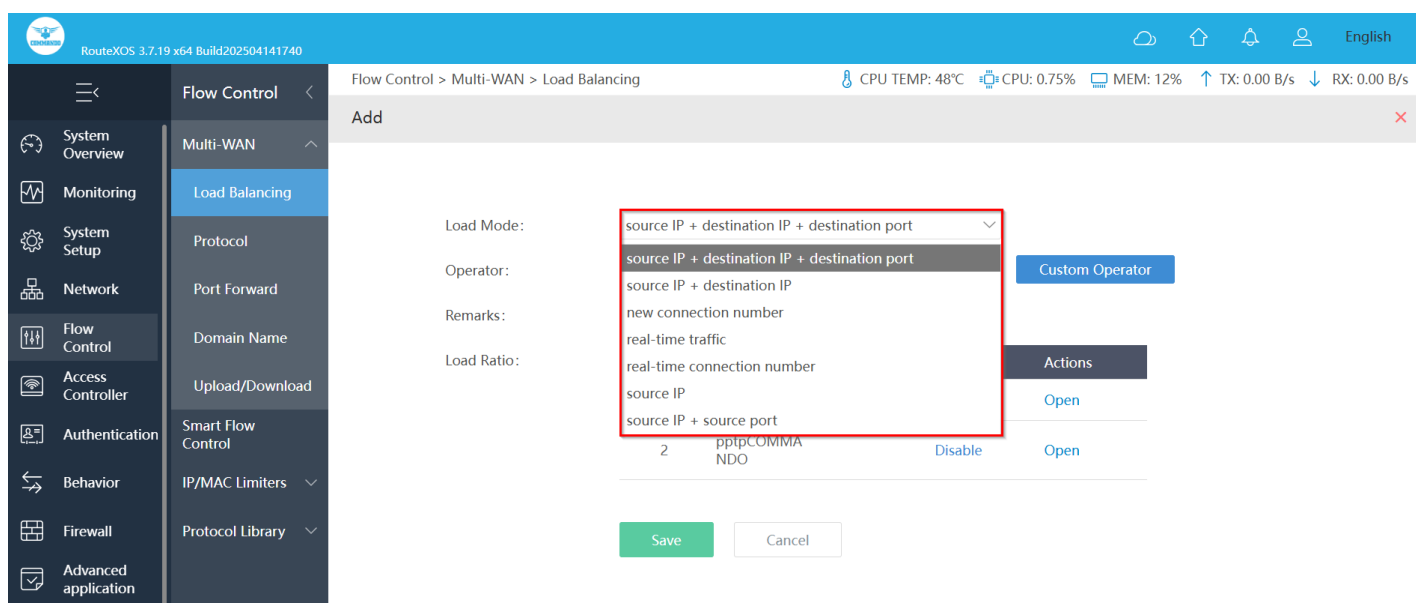 COMMANDO
RouteXOS 3.7.19 x64 Build202504141740
English
Flow Control
Flow Control > Multi-WAN > Load Balancing
CPU TEMP: 48℃ CPU: 0.75% MEM: 12% TX: 0.00 B/s RX: 0.00 B/s
Add
System
Overview
Monitoring
System
Setup
Network
Flow
Control
Access
Controller
Authentication
Behavior
Firewall
Advanced
application
Multi-WAN
Load Balancing
Protocol
Port Forward
Domain Name
Upload/Download
Smart Flow
Control
IP/MAC Limiters
Protocol Library
Load Mode:
source IP + destination IP + destination port
source IP + destination IP + destination port
source IP + destination IP
new connection number
real-time traffic
real-time connection number
source IP
source IP + source port
Operator:
Custom Operator
Remarks:
Load Ratio:
Actions
Open
2 pptpCOMMA
NDO Disable Open
Save Cancel